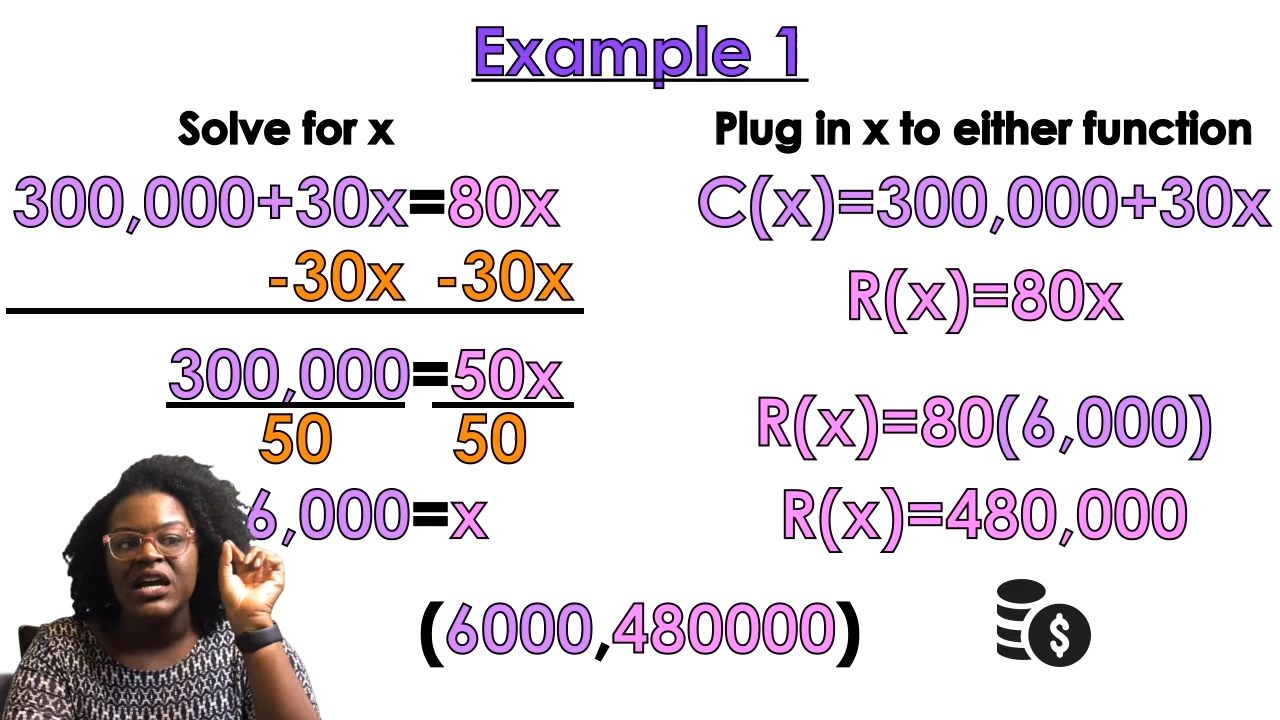 Example 1
Solve for x
300,000+30x=80x
-30x -30x
300,000=50x
50 50
6,000=x
Plug in x to either function
C(x)=300,000+30x
R(x)=80x
R(x)=80(6,000)
R(x)=480,000
(6000,480000)
$